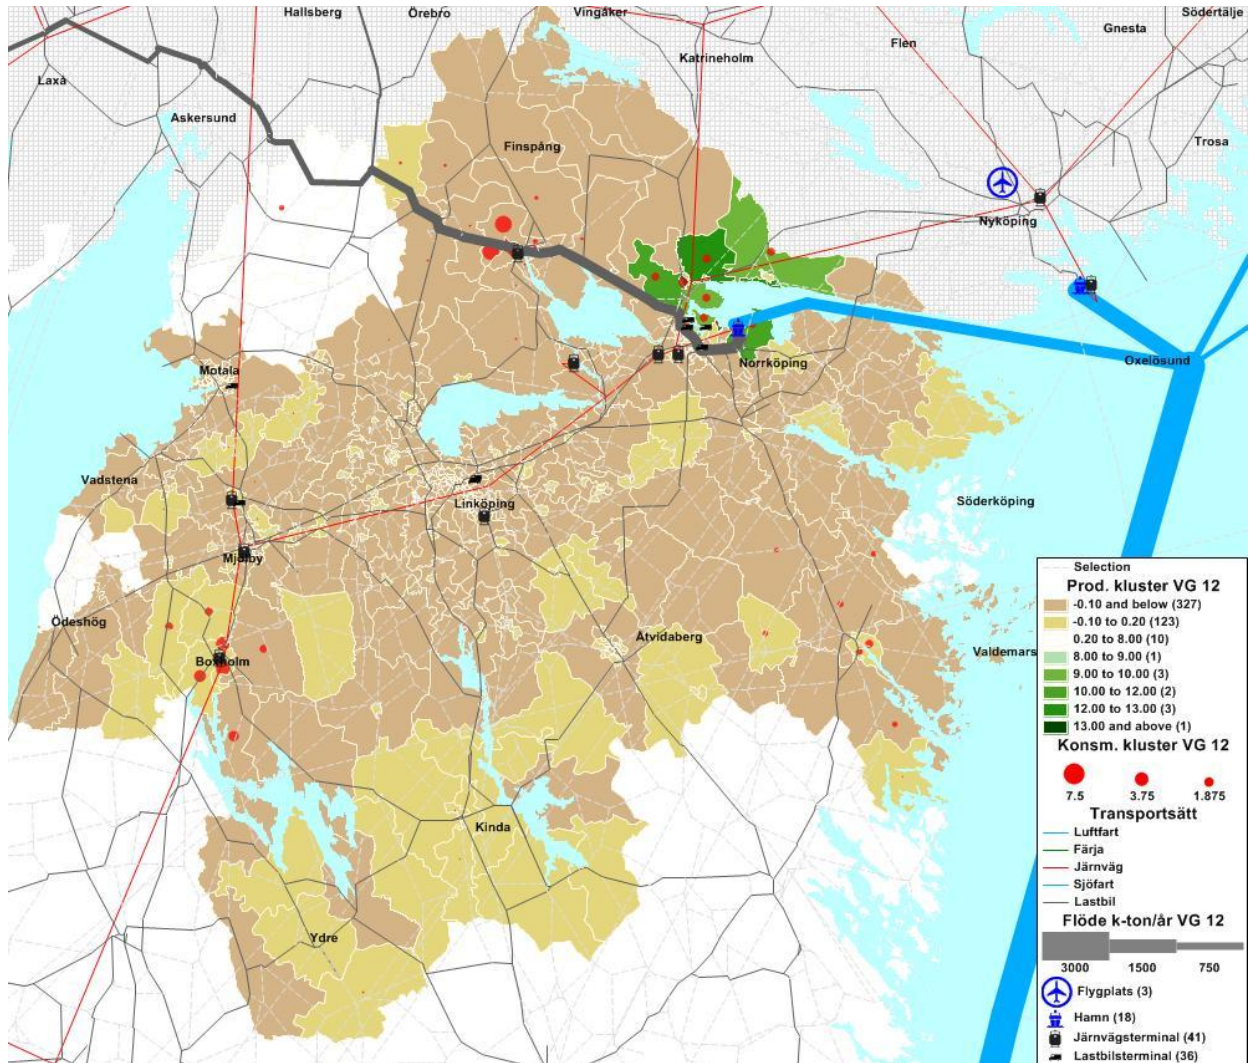 Hallsberg
Örebro
Vingåker
Södertälje
Gnesta
Flen
Katrineholm
Laxå
Askersund
Trosa
Finspång
Nyköping
Oxelösund
Norrköping
Motala
Vadstena
Linköping
Söderköping
Mjölby
Ödeshög
Åtvidaberg
Boxholm
Valdemars
Kinda
Ydre
Selection
Prod. kluster VG 12
-0.10 and below (327)
-0.10 to 0.20 (123)
0.20 to 8.00 (10)
8.00 to 9.00 (1)
9.00 to 10.00 (3)
10.00 to 12.00 (2)
12.00 to 13.00 (3)
13.00 and above (1)
Konsm. kluster VG 12
7.5 3.75 1.875
Transportsätt
Luftfart
Färja
Järnväg
Sjöfart
Lastbil
Flöde k-ton/år VG 12
3000 1500 750
Flygplats (3)
Hamn (18)
Järnvägsterminal (41)
Lastbilsterminal (36)